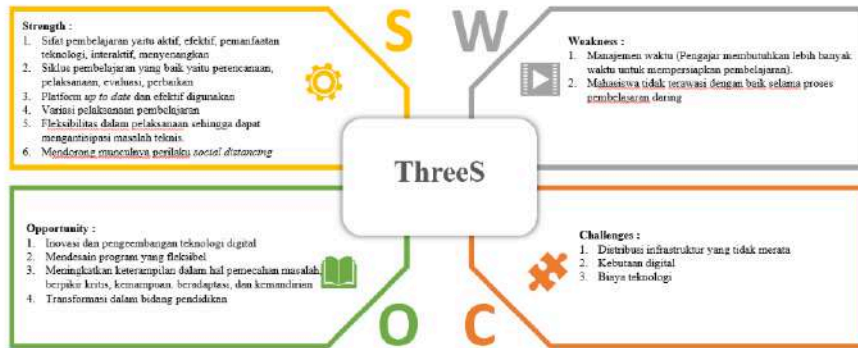 Strength :
1. Sifat pembelajaran yaitu aktif, efektif, pemanfaatan
teknologi, interaktif, menyenangkan
2. Siklus pembelajaran yang baik yaitu perencanaan,
pelaksanaan, evaluasi, perbaikan
3. Platform up to date dan efektif digunakan
4. Variasi pelaksanaan pembelajaran
5. Fleksibilitas dalam pelaksanaan sehingga dapat
mengantisipasi masalah teknis.
6. Mendorong munculnya perilaku social distancing
S
W
Weakness :
1. Manajemen waktu (Pengajar membutuhkan lebih banyak
waktu untuk mempersiapkan pembelajaran).
2. Mahasiswa tidak terawasi dengan baik selama proses
pembelajaran daring
ThreeS
Opportunity :
1. Inovasi dan pengembangan teknologi digital
2. Mendesain program yang fleksibel
3. Meningkatkan keterampilan dalam hal pemecahan masalah,
berpikir kritis, kemampuan beradaptasi, dan kemandirian
4. Transformasi dalam bidang pendidikan
O
C
Challenges :
1. Distribusi infrastruktur yang tidak merata
2. Kebutaan digital
3. Biaya teknologi